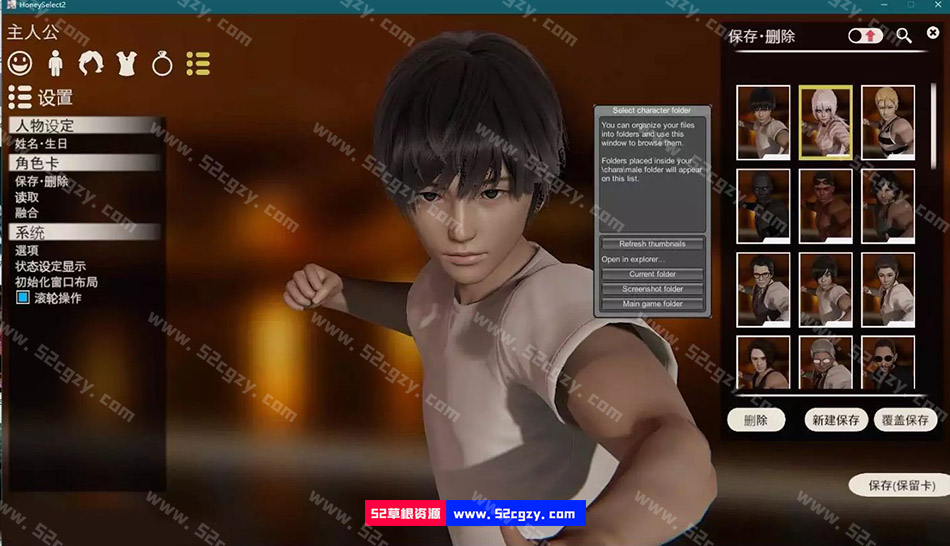 HoneySelect2
主人公
设置
人物设定
姓名·生日
角色卡
保存·删除
读取
融合
系统
選項
状态设定显示
初始化窗口布局
滚轮操作
Select character folder
You can organize your files
into folders and use this
window to browse them.
Folders placed inside your
\chara\male folder will appear
on this list.
Refresh thumbnails
Open in explorer...
Current folder
Screenshot folder
Main game folder
保存·删除
删除
新建保存
覆盖保存
保存(保留卡)
52草根资源 www.52cgzy.com
www.52cgzy.com